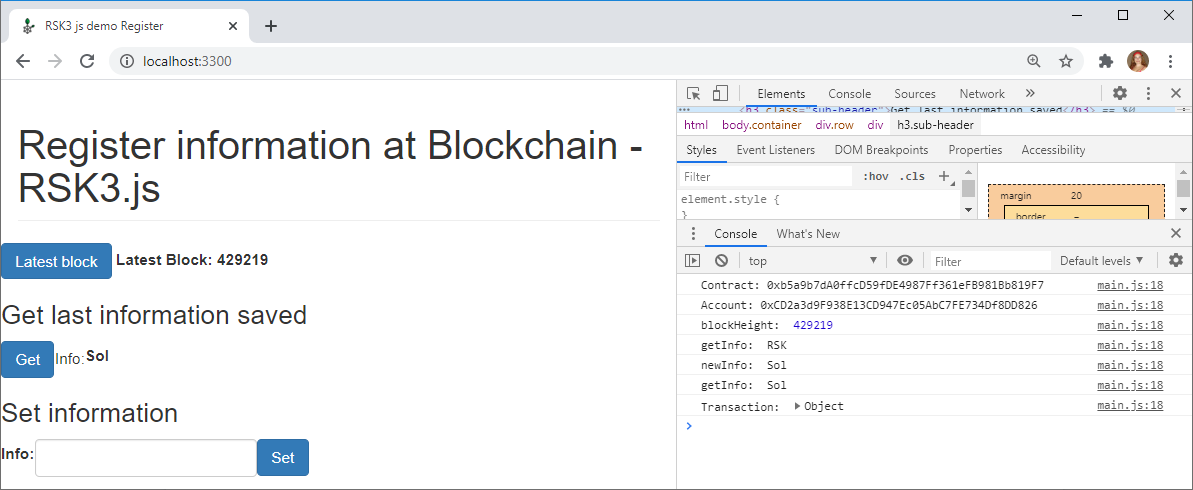 RSK3 js demo Register
localhost:3300
Register information at Blockchain -
RSK3.js
Latest block
Latest Block: 429219
Get last information saved
Get
Info:Sol
Set information
Info:
Set
Elements Console Sources Network »
<h3 class="sub-header">Get last information saved</h3> == $0
html body.container div.row div h3.sub-header
Styles Event Listeners DOM Breakpoints Properties Accessibility
Filter :hov .cls +
element.style {
}
margin 20
border –
Console What's New
top Filter Default levels ▼
Contract: 0xb5a9b7dA0ffcD59fDE4987Ff361eFB981Bb819F7 main.js:18
Account: 0xCD2a3d9F938E13CD947Ec05AbC7FE734Df8DD826 main.js:18
blockHeight: 429219 main.js:18
getInfo: RSK main.js:18
newInfo: Sol main.js:18
getInfo: Sol main.js:18
Transaction: ▶Object main.js:18